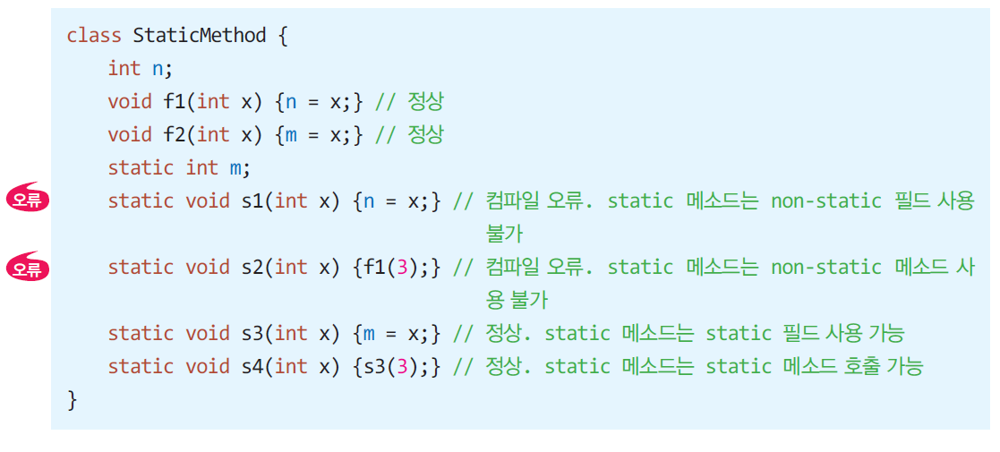 class StaticMethod {
int n;
void f1(int x) {n = x;} // 정상
void f2(int x) {m = x;} // 정상
static int m;
오류 static void s1(int x) {n = x;} // 컴파일 오류. static 메소드는 non-static 필드 사용
불가
오류 static void s2(int x) {f1(3);} // 컴파일 오류. static 메소드는 non-static 메소드 사
용 불가
static void s3(int x) {m = x;} // 정상. static 메소드는 static 필드 사용 가능
static void s4(int x) {s3(3);} // 정상. static 메소드는 static 메소드 호출 가능
}